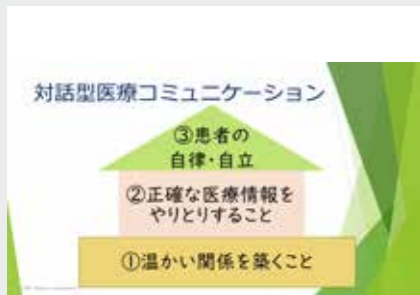 対話型医療コミュニケーション
③患者の
自律・自立
②正確な医療情報を
やりとりすること
①温かい関係を築くこと